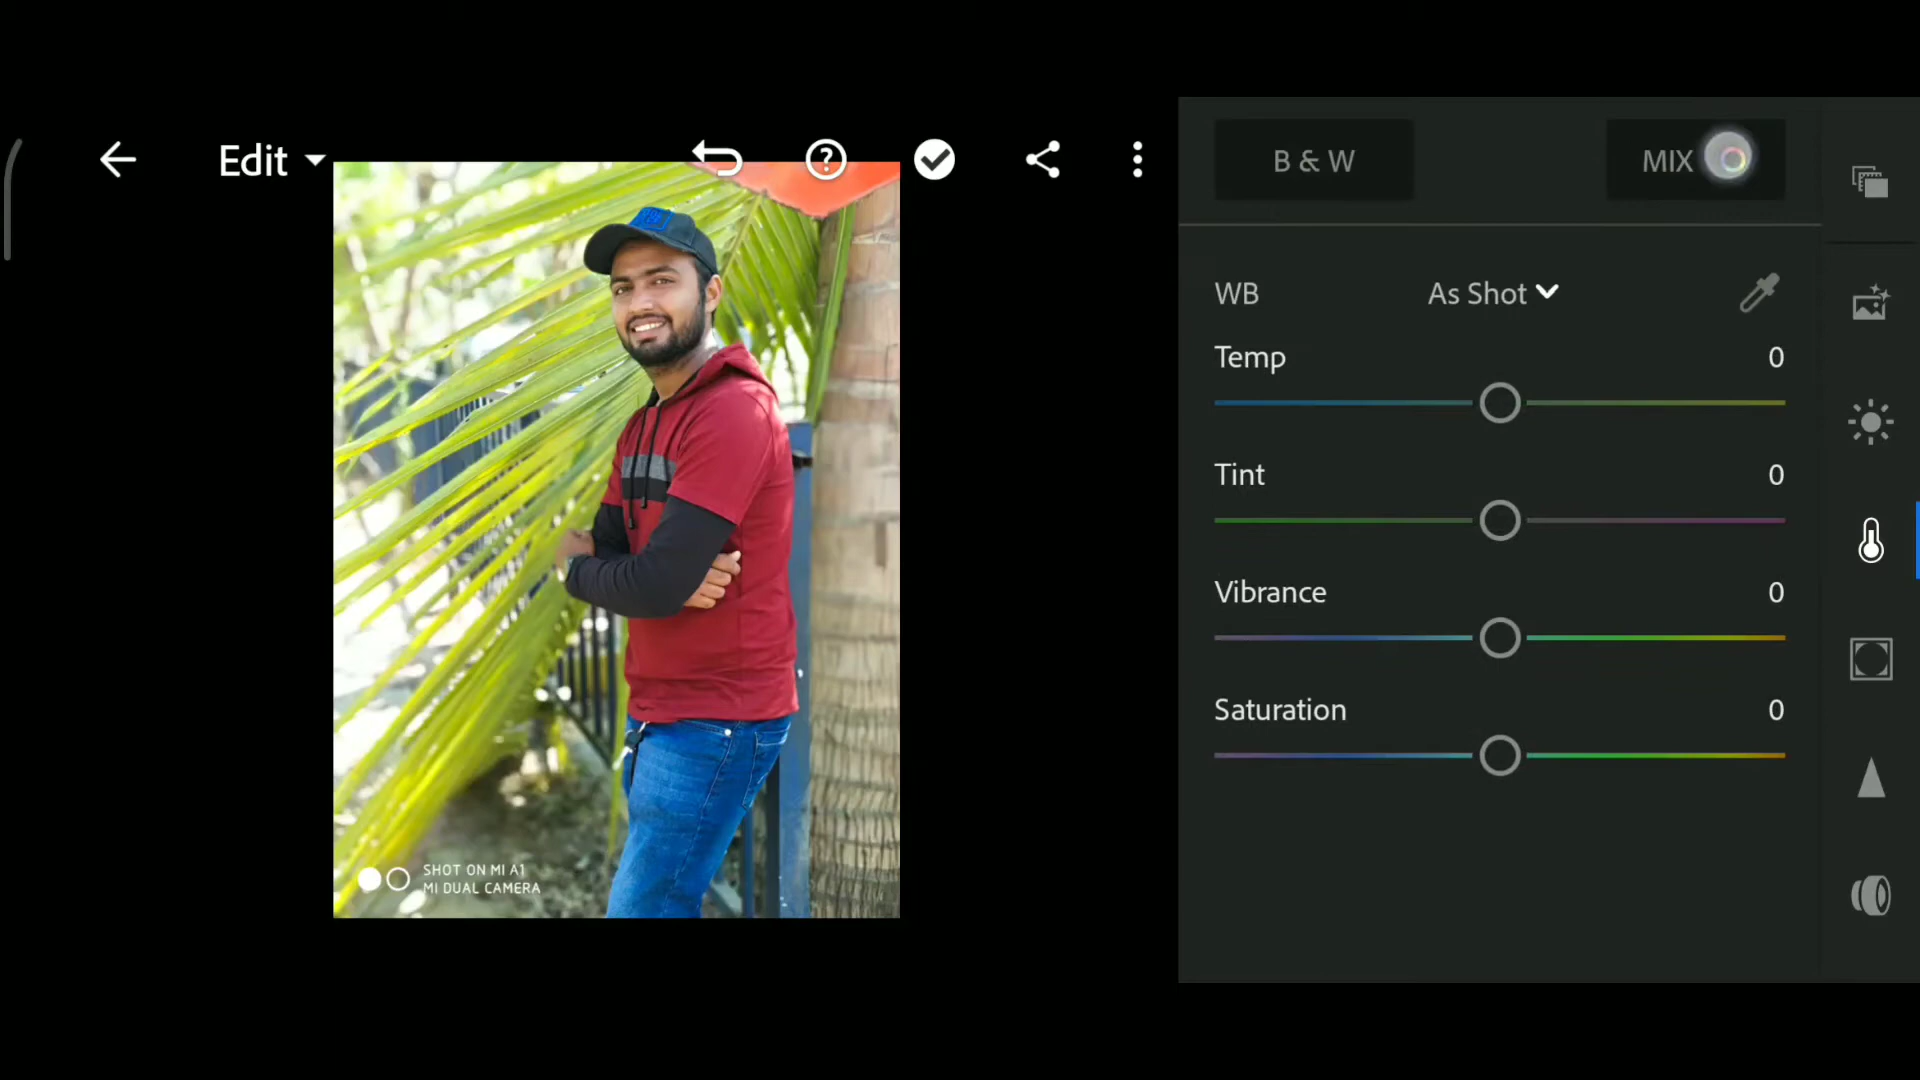 Edit
B & W
MIX
WB
As Shot
Temp
0
Tint
0
Vibrance
0
Saturation
0
SHOT ON MI A1
MI DUAL CAMERA